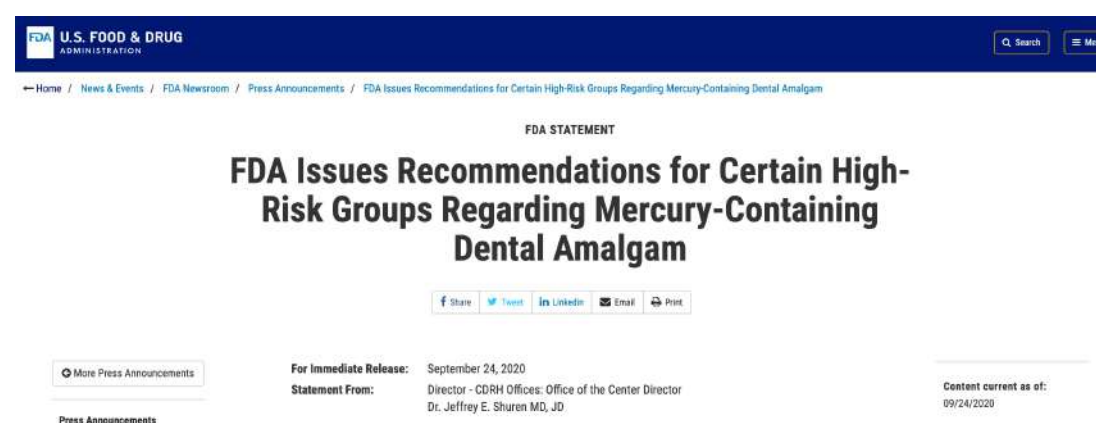 FDA U.S. FOOD & DRUG
ADMINISTRATION
Search
Me
Home / News & Events / FDA Newsroom / Press Announcements / FDA Issues Recommendations for Certain High-Risk Groups Regarding Mercury-Containing Dental Amalgam
FDA STATEMENT
FDA Issues Recommendations for Certain High-
Risk Groups Regarding Mercury-Containing
Dental Amalgam
Share Tweet Linkedin Email Print
More Press Announcements
For Immediate Release: September 24, 2020
Statement From: Director - CDRH Offices: Office of the Center Director
Dr. Jeffrey E. Shuren MD, JD
Content current as of:
09/24/2020
Press Announcements